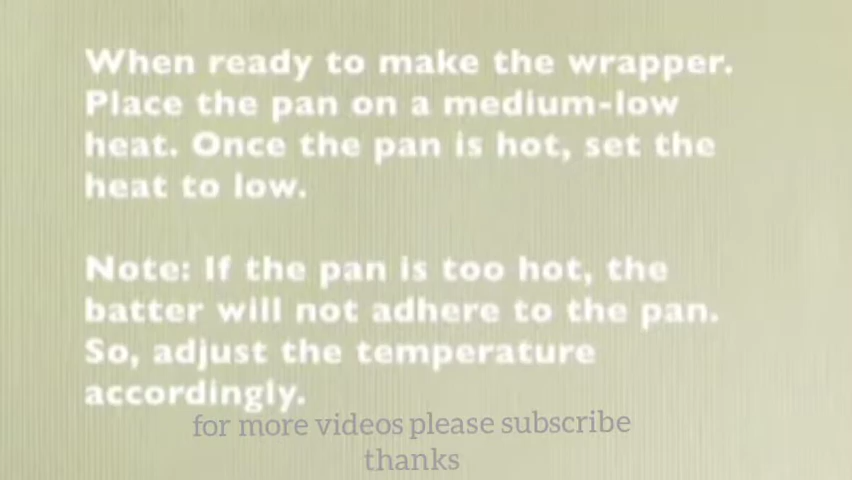 When ready to make the wrapper.
Place the pan on a medium-low
heat. Once the pan is hot, set the
heat to low.
Note: If the pan is too hot, the
batter will not adhere to the pan.
So, adjust the temperature
accordingly.
for more videos please subscribe
thanks